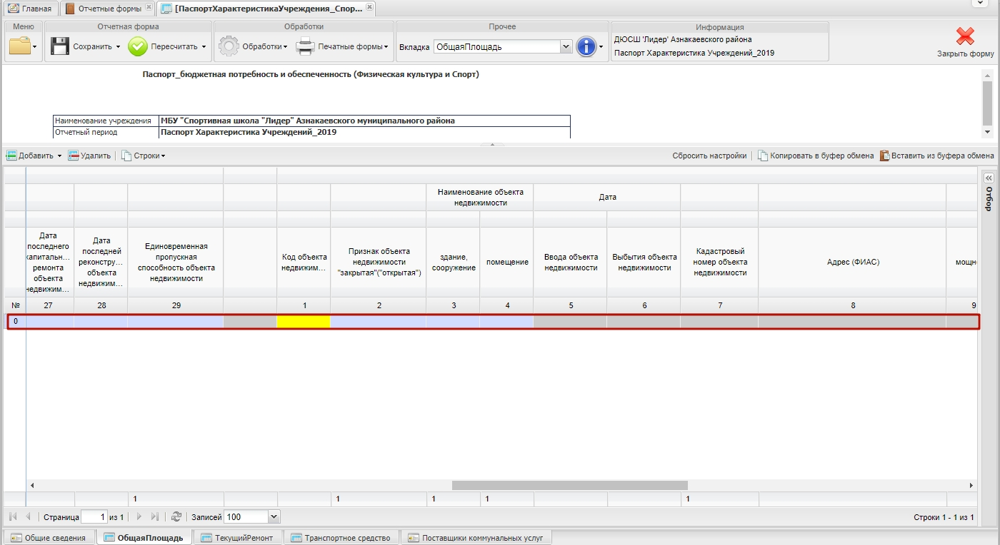 Главная
Отчетные формы
[ПаспортХарактеристикаУчреждения_Спор...
Меню
Отчетная форма
Обработки
Прочее
Информация
Сохранить
Пересчитать
Обработки
Печатные формы
Вкладка
ОбщаяПлощадь
ДЮСШ 'Лидер' Азнакаевского района
Паспорт Характеристика Учреждений_2019
Закрыть форму
Паспорт_бюджетная потребность и обеспеченность (Физическая культура и Спорт)
Наименование учреждения
МБУ "Спортивная школа "Лидер" Азнакаевского муниципального района
Отчетный период
Паспорт Характеристика Учреждений_2019
Добавить
Удалить
Строки
Сбросить настройки
Копировать в буфер обмена
Вставить из буфера обмена
Отбор
Наименование объекта
недвижимости
Дата
Дата
последнего
капитальн...
ремонта
объекта
недвижим...
Дата
последней
реконстру...
объекта
недвижим...
Единовременная
пропускная
способность объекта
недвижимости
Код объекта
недвижим...
Признак объекта
недвижимости
"закрытая"("открытая")
здание,
сооружение
помещение
Ввода объекта
недвижимости
Выбытия объекта
недвижимости
Кадастровый
номер объекта
недвижимости
Адрес (ФИАС)
мощн
№ 27 28 29 1 2 3 4 5 6 7 8 9
0
1 1 1 1 1
Страница 1 из 1
Записей 100
Строки 1 - 1 из 1
Общие сведения
ОбщаяПлощадь
ТекущийРемонт
Транспортное средство
Поставщики коммунальных услуг